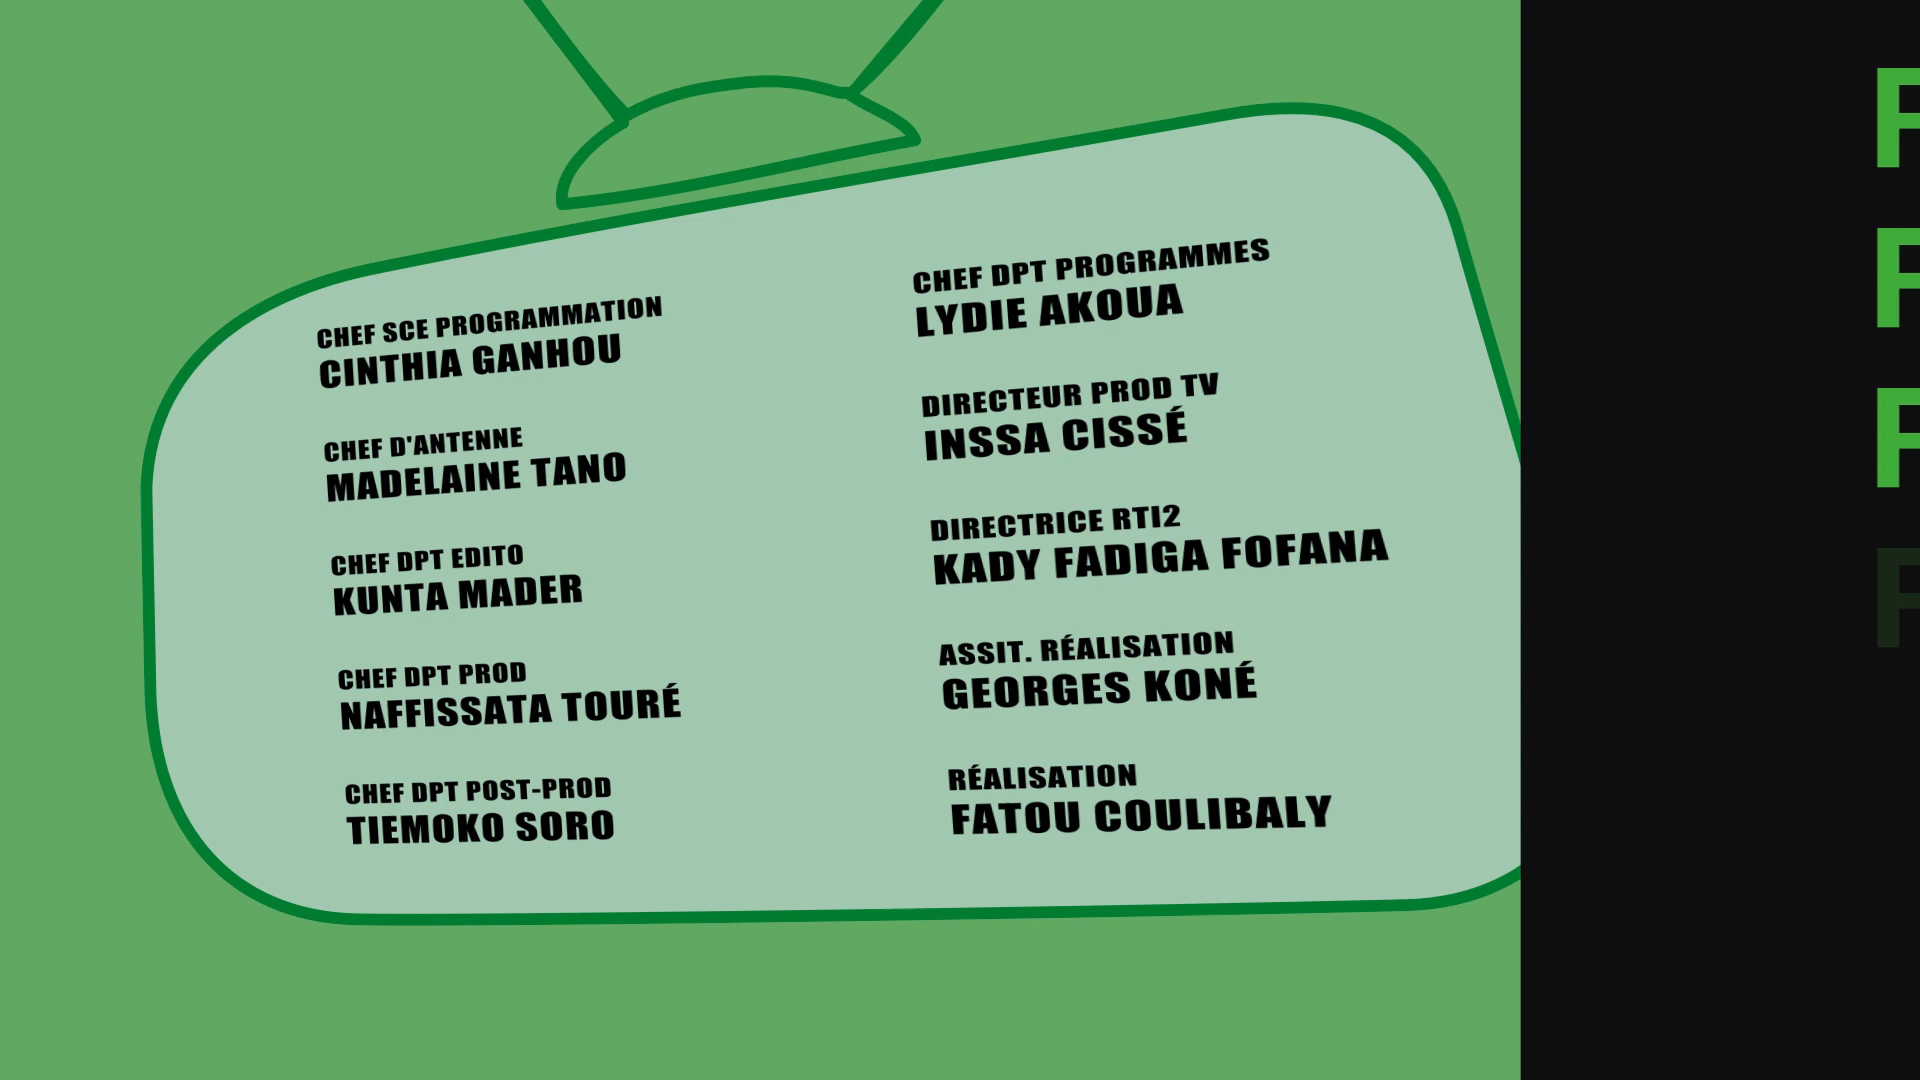 CHEF SCE PROGRAMMATION
CINTHIA GANHOU
CHEF D'ANTENNE
MADELAINE TANO
CHEF DPT EDITO
KUNTA MADER
CHEF DPT PROD
NAFFISSATA TOURÉ
CHEF DPT POST-PROD
TIEMOKO SORO
CHEF DPT PROGRAMMES
LYDIE AKOUA
DIRECTEUR PROD TV
INSSA CISSÉ
DIRECTRICE RTI2
KADY FADIGA FOFANA
ASSIT. RÉALISATION
GEORGES KONÉ
RÉALISATION
FATOU COULIBALY